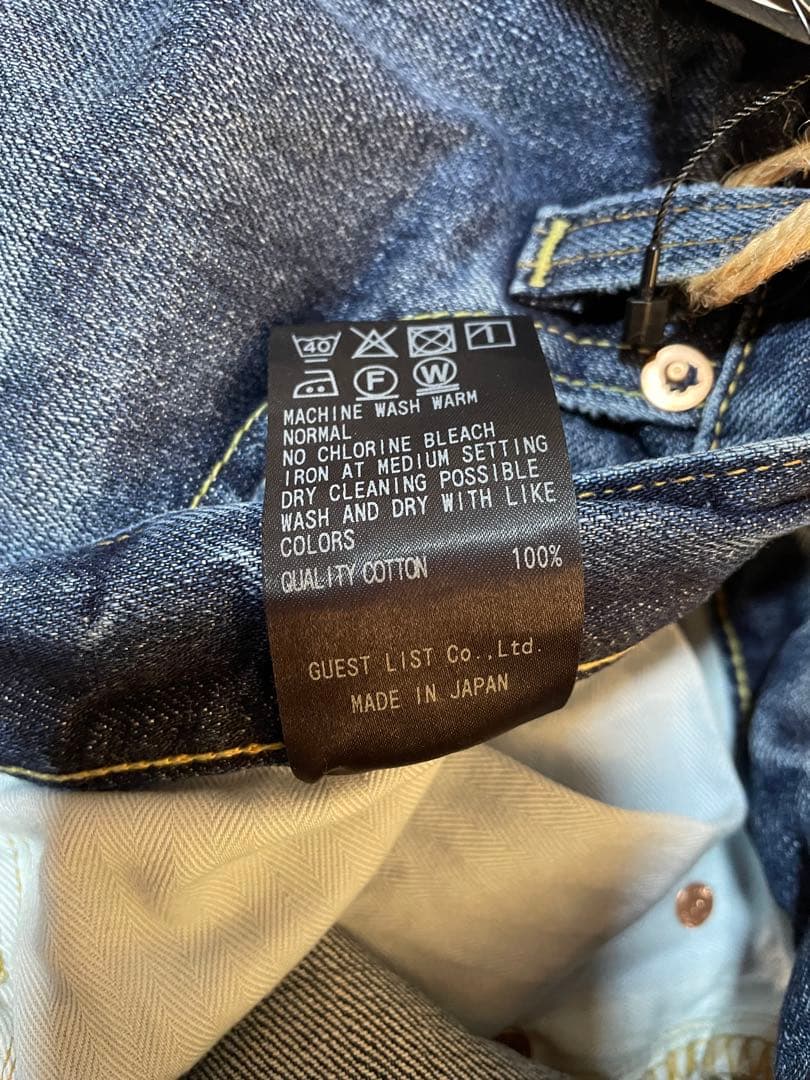 40
F W
MACHINE WASH WARM
NORMAL
NO CHLORINE BLEACH
IRON AT MEDIUM SETTING
DRY CLEANING POSSIBLE
WASH AND DRY WITH LIKE
COLORS
QUALITY COTTON 100%
GUEST LIST Co.,Ltd.
MADE IN JAPAN